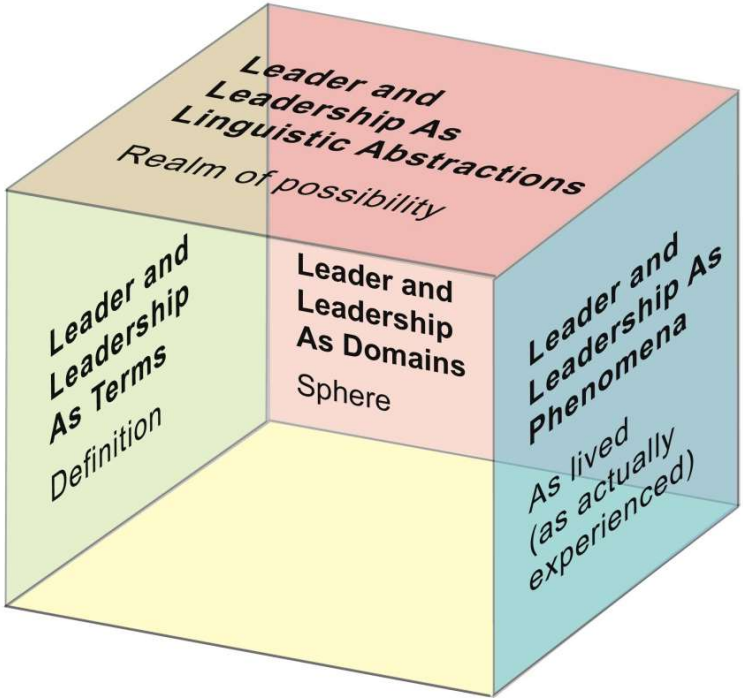 Leader and
Leadership As
Linguistic Abstractions
Realm of possibility
Leader and
Leadership
As Terms
Definition
Leader and
Leadership
As Domains
Sphere
Leader and
Leadership As
Phenomena
As lived
(as actually
experienced)